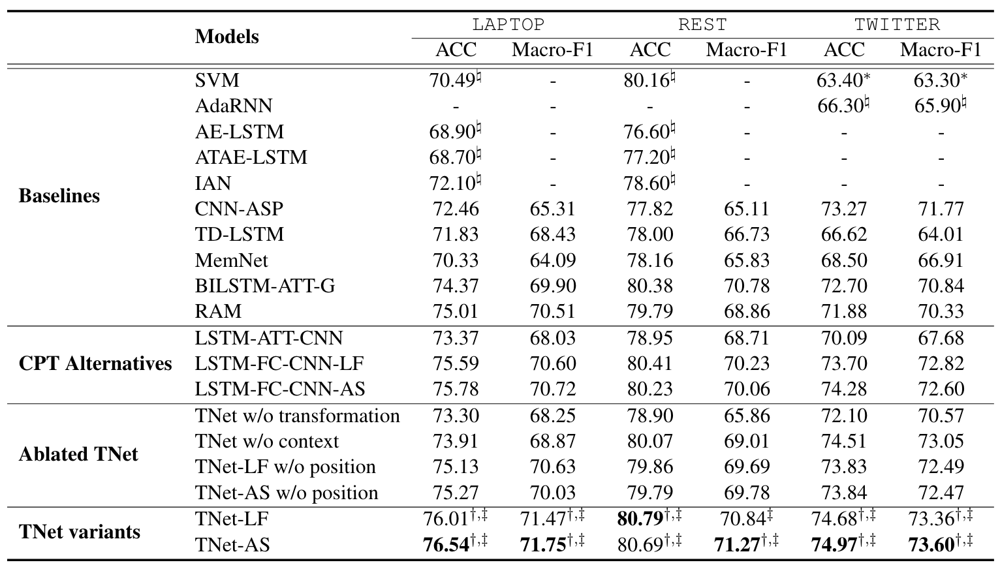 Models LAPTOP REST TWITTER
ACC Macro-F1 ACC Macro-F1 ACC Macro-F1
Baselines
SVM 70.49♮ - 80.16♮ - 63.40* 63.30*
AdaRNN - - - - 66.30♮ 65.90♮
AE-LSTM 68.90♮ - 76.60♮ - - -
ATAE-LSTM 68.70♮ - 77.20♮ - - -
IAN 72.10♮ - 78.60♮ - - -
CNN-ASP 72.46 65.31 77.82 65.11 73.27 71.77
TD-LSTM 71.83 68.43 78.00 66.73 66.62 64.01
MemNet 70.33 64.09 78.16 65.83 68.50 66.91
BILSTM-ATT-G 74.37 69.90 80.38 70.78 72.70 70.84
RAM 75.01 70.51 79.79 68.86 71.88 70.33
CPT Alternatives
LSTM-ATT-CNN 73.37 68.03 78.95 68.71 70.09 67.68
LSTM-FC-CNN-LF 75.59 70.60 80.41 70.23 73.70 72.82
LSTM-FC-CNN-AS 75.78 70.72 80.23 70.06 74.28 72.60
Ablated TNet
TNet w/o transformation 73.30 68.25 78.90 65.86 72.10 70.57
TNet w/o context 73.91 68.87 80.07 69.01 74.51 73.05
TNet-LF w/o position 75.13 70.63 79.86 69.69 73.83 72.49
TNet-AS w/o position 75.27 70.03 79.79 69.78 73.84 72.47
TNet variants
TNet-LF 76.01†,‡ 71.47†,‡ 80.79†,‡ 70.84‡ 74.68†,‡ 73.36†,‡
TNet-AS 76.54†,‡ 71.75†,‡ 80.69†,‡ 71.27†,‡ 74.97†,‡ 73.60†,‡